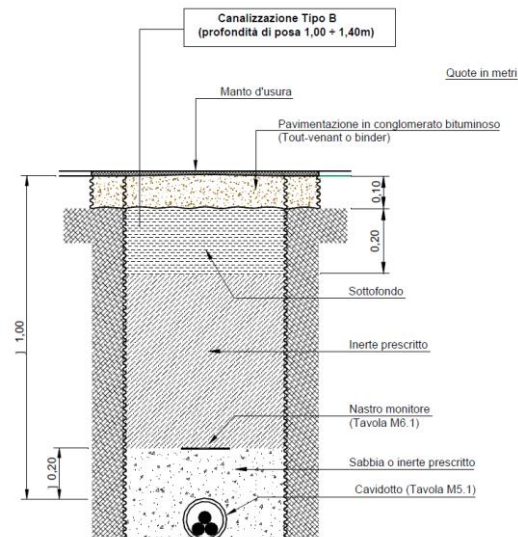 Canalizzazione Tipo B
(profondità di posa 1,00 ÷ 1,40m)
Quote in metri
Manto d'usura
Pavimentazione in conglomerato bituminoso
(Tout-venant o binder)
0,10
0,20
1,00
Sottofondo
Inerte prescritto
Nastro monitore
(Tavola M6.1)
0,20
Sabbia o inerte prescritto
Cavidotto (Tavola M5.1)